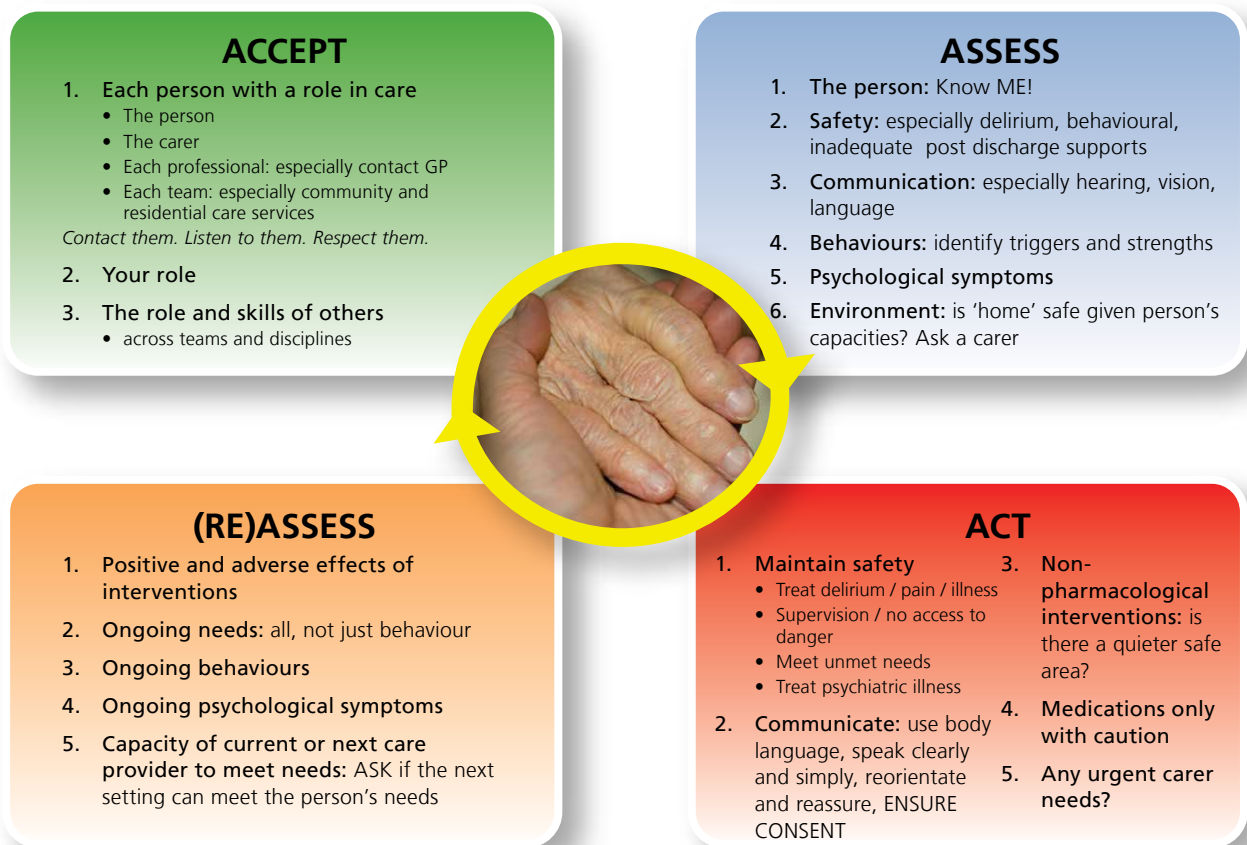 ACCEPT
1. Each person with a role in care
• The person
• The carer
• Each professional: especially contact GP
• Each team: especially community and
residential care services
Contact them. Listen to them. Respect them.
2. Your role
3. The role and skills of others
• across teams and disciplines
ASSESS
1. The person: Know ME!
2. Safety: especially delirium, behavioural,
inadequate post discharge supports
3. Communication: especially hearing, vision,
language
4. Behaviours: identify triggers and strengths
5. Psychological symptoms
6. Environment: is ‘home’ safe given person’s
capacities? Ask a carer
(RE)ASSESS
1. Positive and adverse effects of
interventions
2. Ongoing needs: all, not just behaviour
3. Ongoing behaviours
4. Ongoing psychological symptoms
5. Capacity of current or next care
provider to meet needs: ASK if the next
setting can meet the person’s needs
ACT
1. Maintain safety
• Treat delirium / pain / illness
• Supervision / no access to
danger
• Meet unmet needs
• Treat psychiatric illness
2. Communicate: use body
language, speak clearly
and simply, reorientate
and reassure, ENSURE
CONSENT
3. Non-
pharmacological
interventions: is
there a quieter safe
area?
4. Medications only
with caution
5. Any urgent carer
needs?